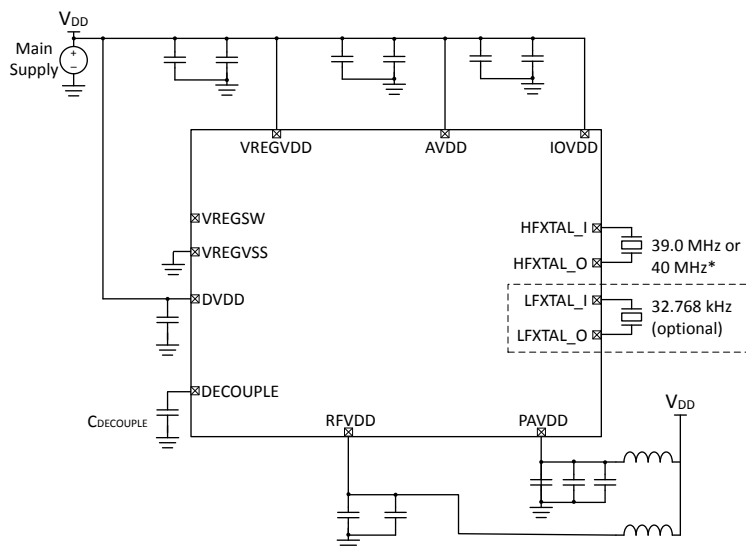 VDD
Main
Supply
VREGVDD
AVDD
IOVDD
VREGSW
VREGVSS
DVDD
DECOUPLE
CDECOUPLE
HFXTAL_I
HFXTAL_O
39.0 MHz or
40 MHz*
LFXTAL_I
LFXTAL_O
32.768 kHz
(optional)
RFVDD
PAVDD
VDD